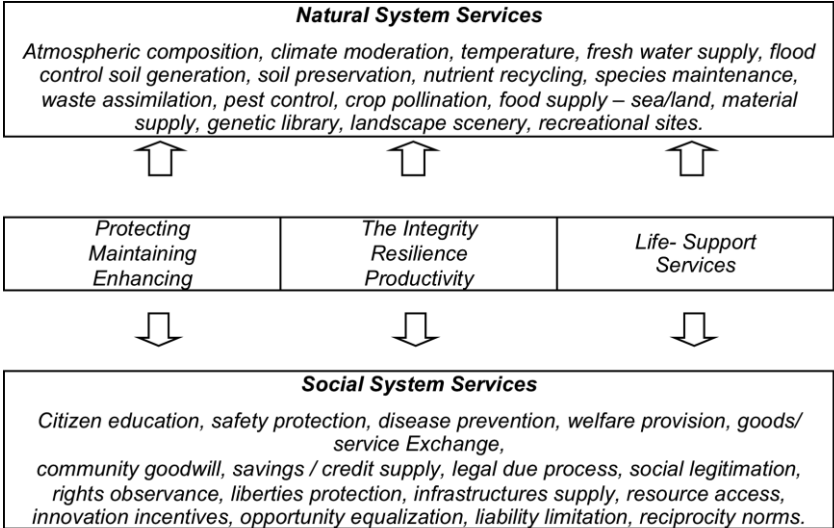 Natural System Services
Atmospheric composition, climate moderation, temperature, fresh water supply, flood
control soil generation, soil preservation, nutrient recycling, species maintenance,
waste assimilation, pest control, crop pollination, food supply – sea/land, material
supply, genetic library, landscape scenery, recreational sites.
Protecting
Maintaining
Enhancing
The Integrity
Resilience
Productivity
Life- Support
Services
Social System Services
Citizen education, safety protection, disease prevention, welfare provision, goods/
service Exchange,
community goodwill, savings / credit supply, legal due process, social legitimation,
rights observance, liberties protection, infrastructures supply, resource access,
innovation incentives, opportunity equalization, liability limitation, reciprocity norms.